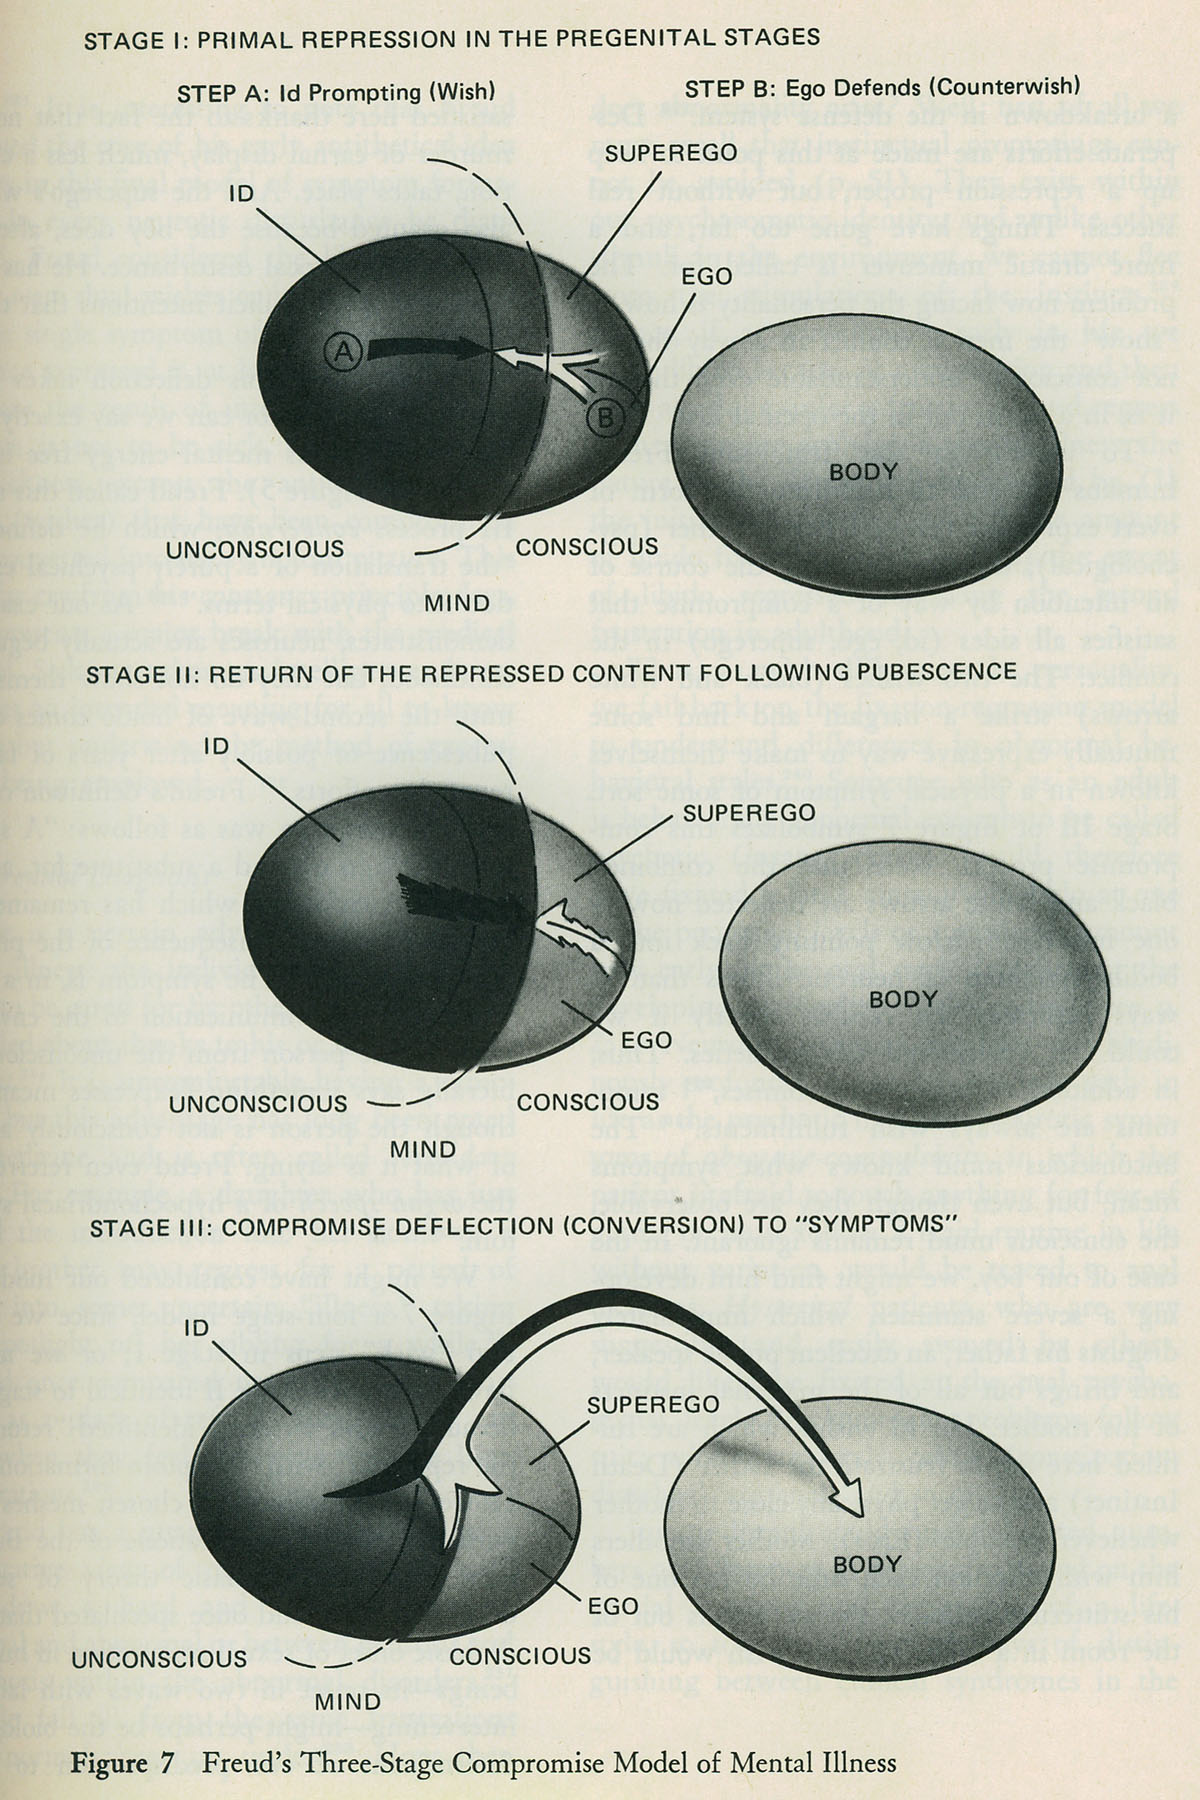 STAGE I: PRIMAL REPRESSION IN THE PREGENITAL STAGES
STEP A: Id Prompting (Wish)
STEP B: Ego Defends (Counterwish)
SUPEREGO
ID
EGO
A
B
BODY
UNCONSCIOUS
CONSCIOUS
MIND
STAGE II: RETURN OF THE REPRESSED CONTENT FOLLOWING PUBESCENCE
ID
SUPEREGO
BODY
EGO
UNCONSCIOUS
CONSCIOUS
MIND
STAGE III: COMPROMISE DEFLECTION (CONVERSION) TO “SYMPTOMS”
ID
SUPEREGO
BODY
EGO
UNCONSCIOUS
CONSCIOUS
MIND
Figure 7 Freud’s Three-Stage Compromise Model of Mental Illness